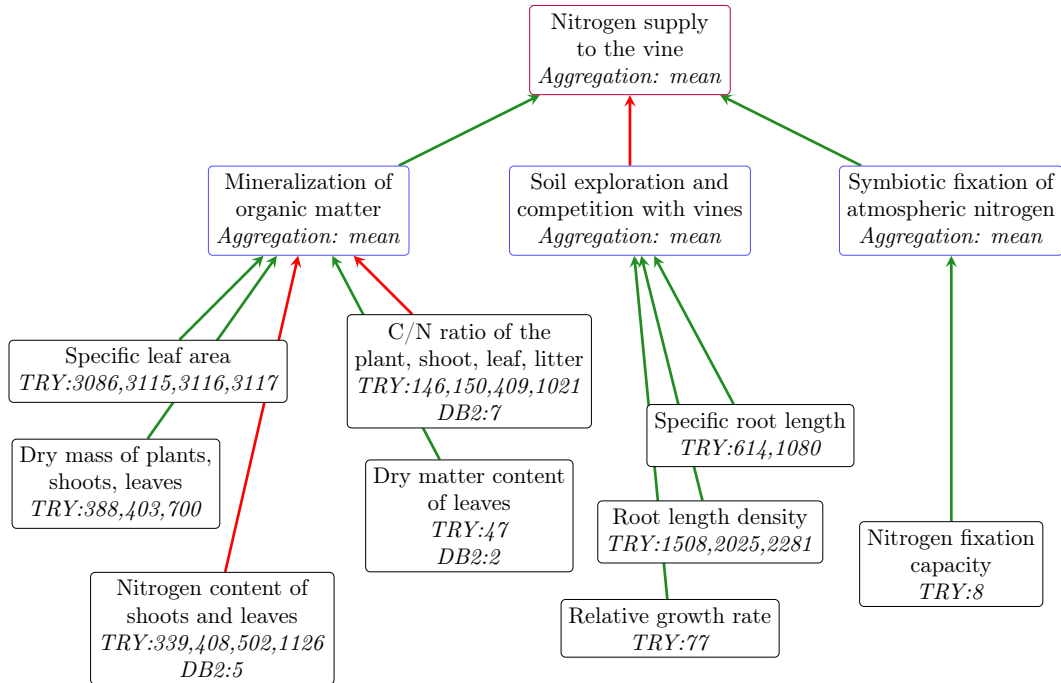 Nitrogen supply
to the vine
Aggregation: mean
Mineralization of
organic matter
Aggregation: mean
Soil exploration and
competition with vines
Aggregation: mean
Symbiotic fixation of
atmospheric nitrogen
Aggregation: mean
Specific leaf area
TRY:3086,3115,3116,3117
C/N ratio of the
plant, shoot, leaf, litter
TRY:146,150,409,1021
DB2:7
Dry mass of plants,
shoots, leaves
TRY:388,403,700
Specific root length
TRY:614,1080
Dry matter content
of leaves
TRY:47
DB2:2
Root length density
TRY:1508,2025,2281
Nitrogen fixation
capacity
TRY:8
Nitrogen content of
shoots and leaves
TRY:339,408,502,1126
DB2:5
Relative growth rate
TRY:77